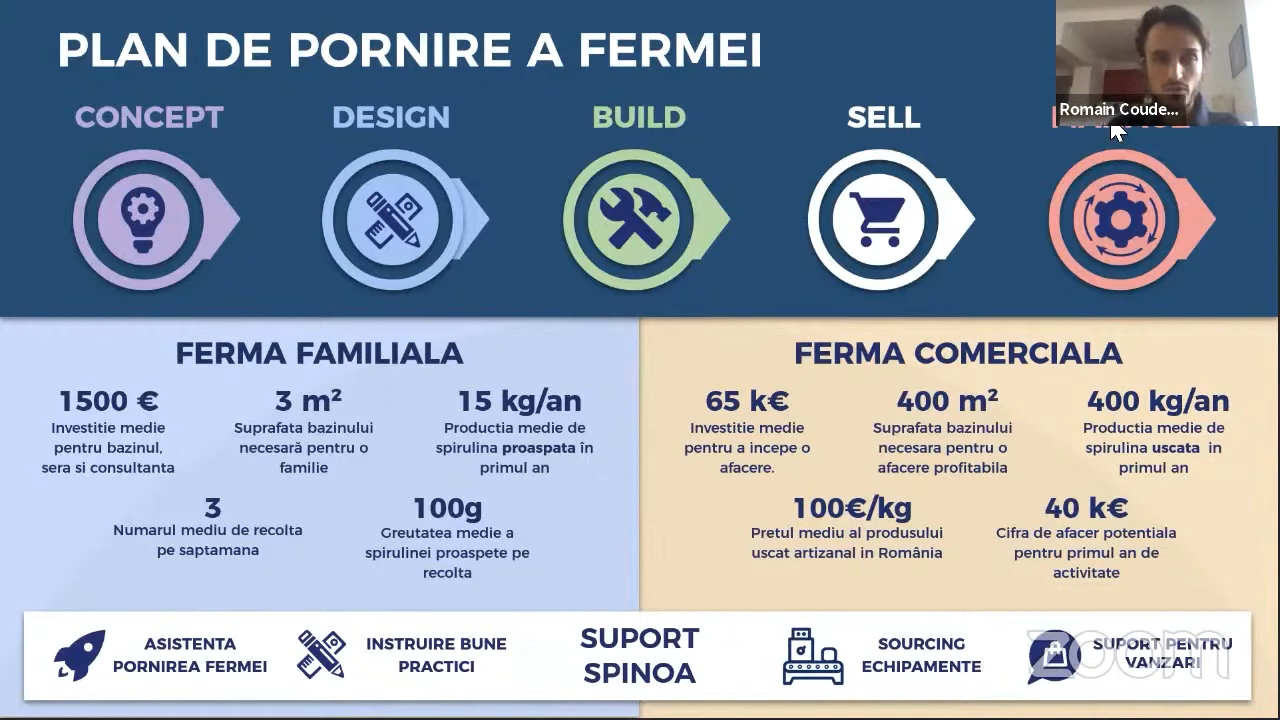 PLAN DE PORNIRE A FERMEI
Romain Coude...
CONCEPT
DESIGN
BUILD
SELL
FERMA FAMILIALA
1500 €
Investitie medie
pentru bazinul,
sera si consultanta
3 m²
Suprafata bazinului
necesară pentru o
familie
15 kg/an
Productia medie de
spirulina proaspata în
primul an
3
Numarul mediu de recolta
pe saptamana
100g
Greutatea medie a
spirulinei proaspete pe
recolta
FERMA COMERCIALA
65 k€
Investitie medie
pentru a incepe o
afacere.
400 m²
Suprafata bazinului
necesara pentru o
afacere profitabila
400 kg/an
Productia medie de
spirulina uscata in
primul an
100€/kg
Pretul mediu al produsului
uscat artizanal in România
40 k€
Cifra de afacer potentiala
pentru primul an de
activitate
ASISTENTA
PORNIREA FERMEI
INSTRUIRE BUNE
PRACTICI
SUPORT
SPINOA
SOURCING
ECHIPAMENTE
SUPORT PENTRU
VANZARI
zoom